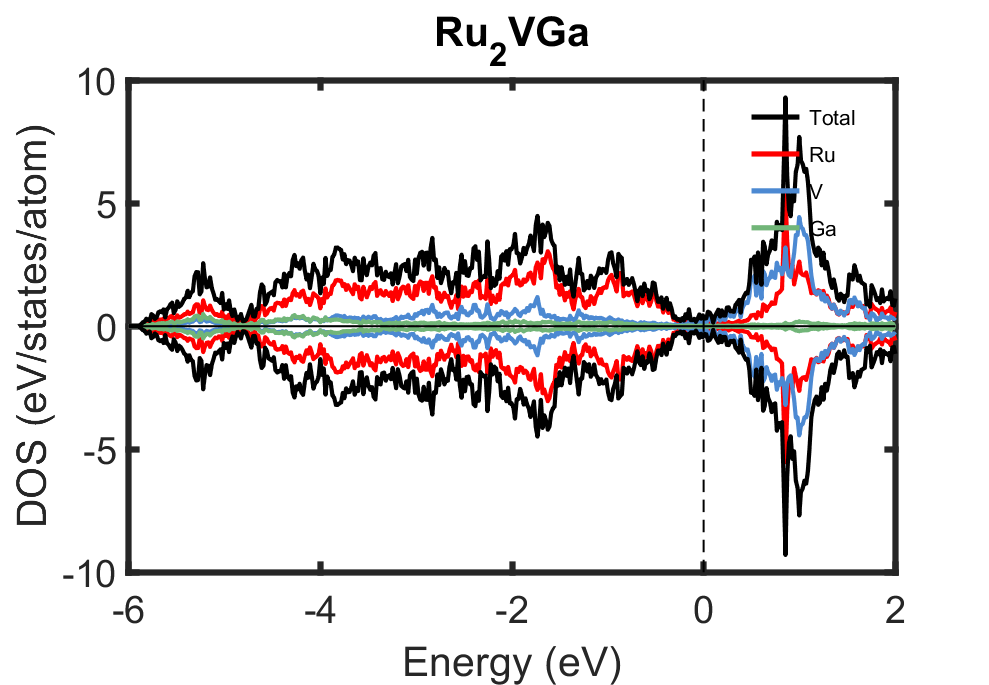 Ru₂VGa
10
5
0
-5
-10
DOS (eV/states/atom)
Total
Ru
V
Ga
-6 -4 -2 0 2
Energy (eV)